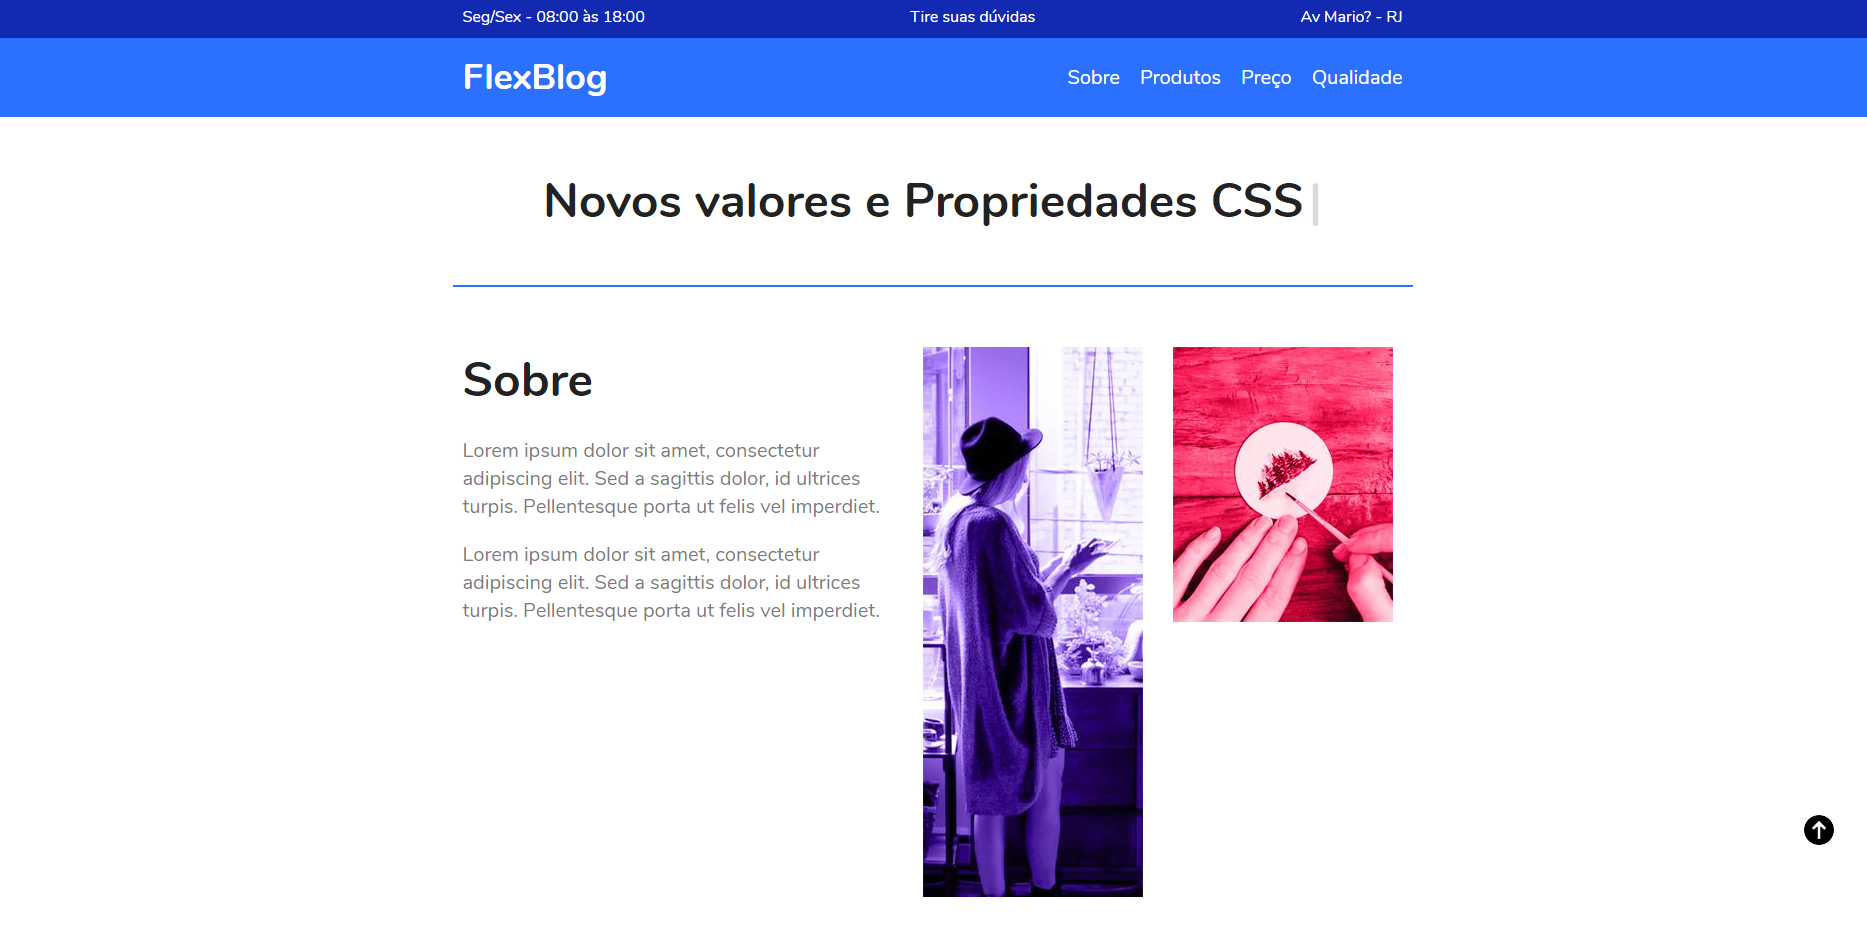 Seg/Sex - 08:00 às 18:00
Tire suas dúvidas
Av Mario? - RJ
FlexBlog
Sobre
Produtos
Preço
Qualidade
Novos valores e Propriedades CSS|
Sobre
Lorem ipsum dolor sit amet, consectetur
adipiscing elit. Sed a sagittis dolor, id ultrices
turpis. Pellentesque porta ut felis vel imperdiet.
Lorem ipsum dolor sit amet, consectetur
adipiscing elit. Sed a sagittis dolor, id ultrices
turpis. Pellentesque porta ut felis vel imperdiet.